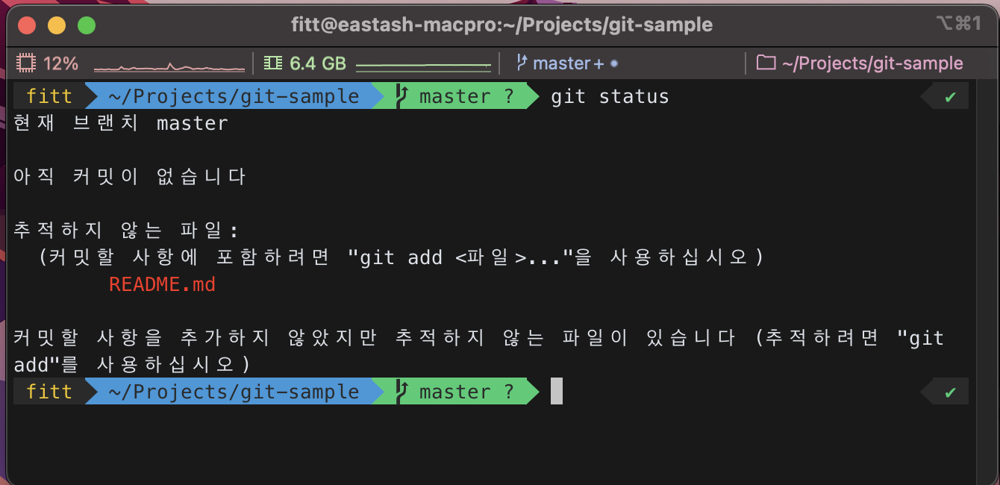 fitt@eastash-macpro:~/Projects/git-sample ⌥⌘1
12% 6.4 GB master+ ~/Projects/git-sample
fitt ~/Projects/git-sample master ? git status ✔
현재 브랜치 master
아직 커밋이 없습니다
추적하지 않는 파일:
(커밋할 사항에 포함하려면 "git add <파일>..."을 사용하십시오)
README.md
커밋할 사항을 추가하지 않았지만 추적하지 않는 파일이 있습니다 (추적하려면 "git
add"를 사용하십시오)
fitt ~/Projects/git-sample master ? ✔